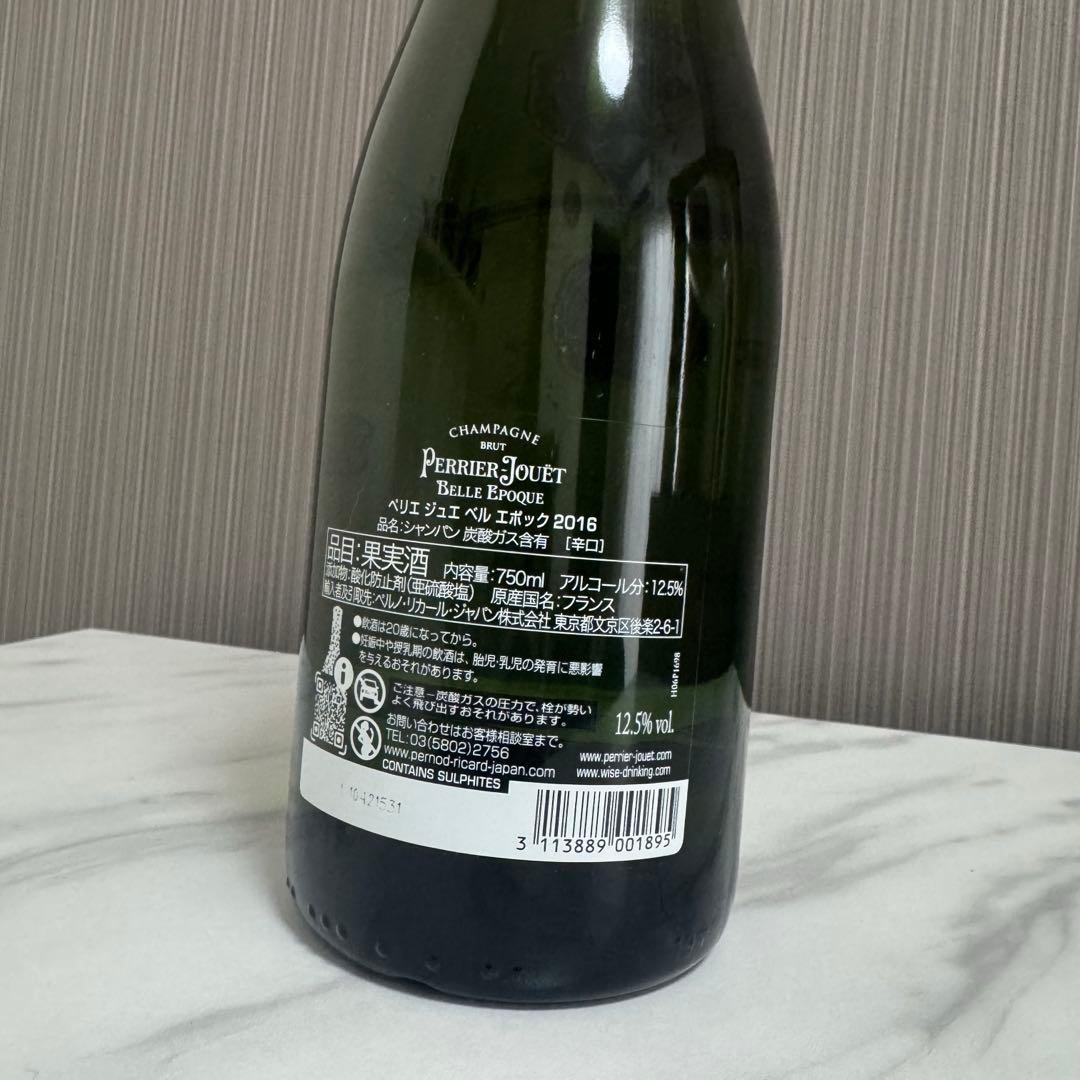 CHAMPAGNE
BRUT
PERRIER-JOUËT
BELLE EPOQUE
ペリエ ジュエ ベル エポック 2016
品名：シャンパン 炭酸ガス含有 ［辛口］
品目：果実酒 内容量：750ml アルコール分：12.5%
添加物：酸化防止剤（亜硫酸塩） 原産国名：フランス
輸入者及引取先：ペルノ・リカール・ジャパン株式会社 東京都文京区後楽2-6-1
●飲酒は20歳になってから。
●妊娠中や授乳期の飲酒は、胎児・乳児の発育に悪影響
を与えるおそれがあります。
ご注意－炭酸ガスの圧力で、栓が勢い
よく飛び出すおそれがあります。
お問い合わせはお客様相談室まで。
TEL:03(5802)2756
www.pernod-ricard-japan.com
CONTAINS SULPHITES
H06P1698
12.5% vol.
www.perrier-jouet.com
www.wise-drinking.com
3 113889 001895